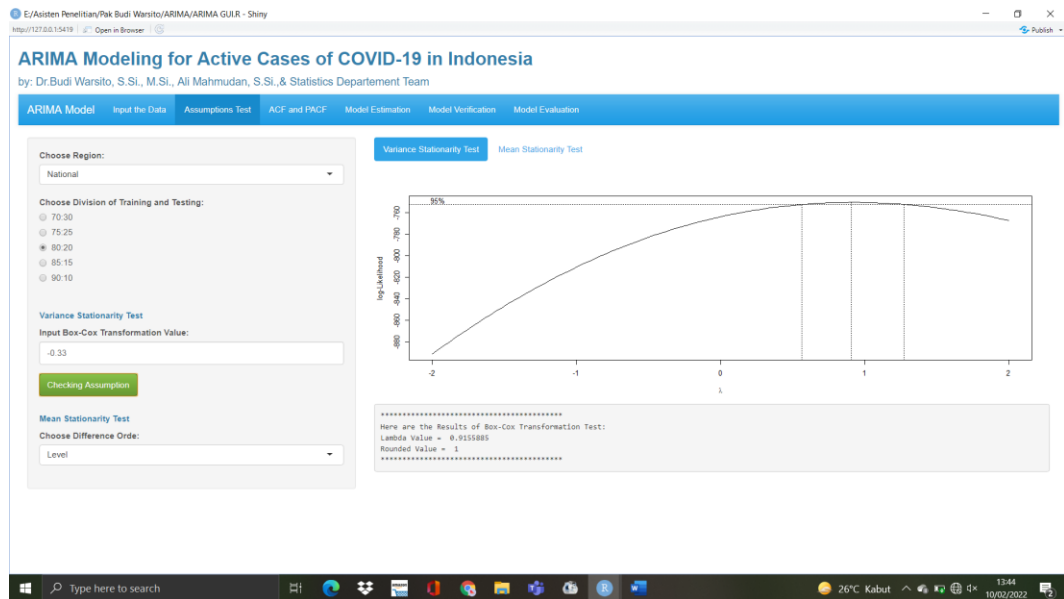 E:/Asisten Penelitian/Pak Budi Warsito/ARIMA/ARIMA GUI.R - Shiny
http://127.0.0.1:5419 Open in Browser
Publish
ARIMA Modeling for Active Cases of COVID-19 in Indonesia
by: Dr.Budi Warsito, S.Si., M.Si., Ali Mahmudan, S.Si.,& Statistics Departement Team
ARIMA Model Input the Data Assumptions Test ACF and PACF Model Estimation Model Verification Model Evaluation
Choose Region:
National
Choose Division of Training and Testing:
70:30
75:25
80:20
85:15
90:10
Variance Stationarity Test
Input Box-Cox Transformation Value:
-0.33
Checking Assumption
Mean Stationarity Test
Choose Difference Orde:
Level
Variance Stationarity Test Mean Stationarity Test
95%
log-Likelihood
-760
-780
-800
-820
-840
-860
-880
-2 -1 0 1 2
λ
******************************************
Here are the Results of Box-Cox Transformation Test:
Lambda Value = 0.9155885
Rounded Value = 1
******************************************
Type here to search
26°C Kabut
13:44
10/02/2022